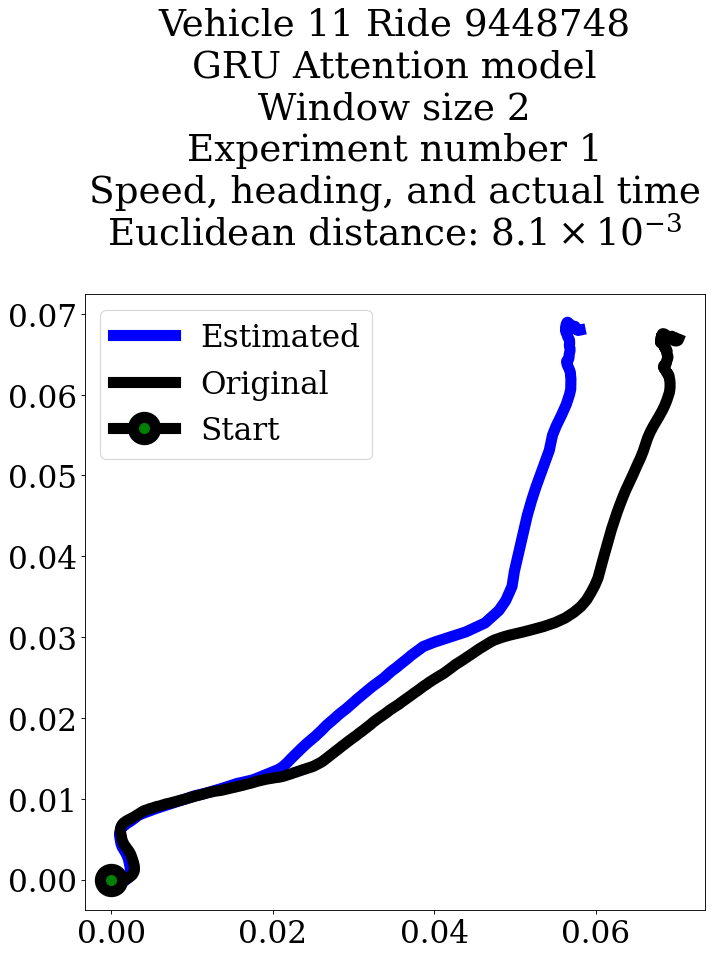 Vehicle 11 Ride 9448748
GRU Attention model
Window size 2
Experiment number 1
Speed, heading, and actual time
Euclidean distance: 8.1 × 10⁻³
0.07
Estimated
Original
Start
0.06
0.05
0.04
0.03
0.02
0.01
0.00
0.00 0.02 0.04 0.06